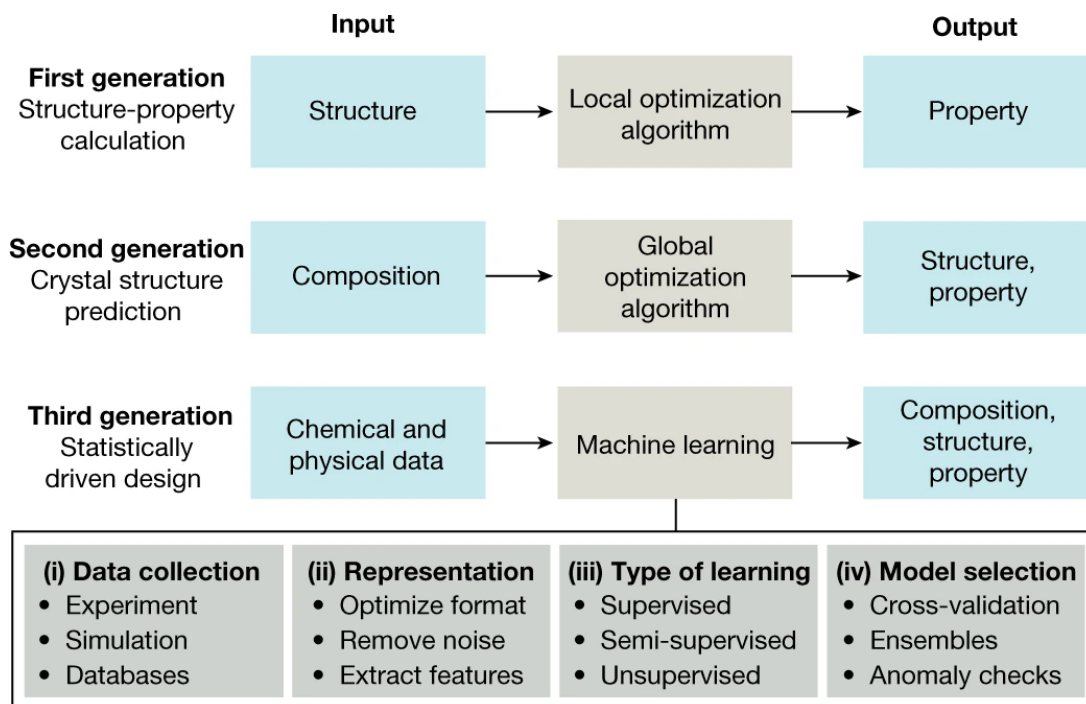 Input
Output
First generation
Structure-property
calculation
Structure
Local optimization
algorithm
Property
Second generation
Crystal structure
prediction
Composition
Global
optimization
algorithm
Structure,
property
Third generation
Statistically
driven design
Chemical and
physical data
Machine learning
Composition,
structure,
property
(i) Data collection
• Experiment
• Simulation
• Databases
(ii) Representation
• Optimize format
• Remove noise
• Extract features
(iii) Type of learning
• Supervised
• Semi-supervised
• Unsupervised
(iv) Model selection
• Cross-validation
• Ensembles
• Anomaly checks